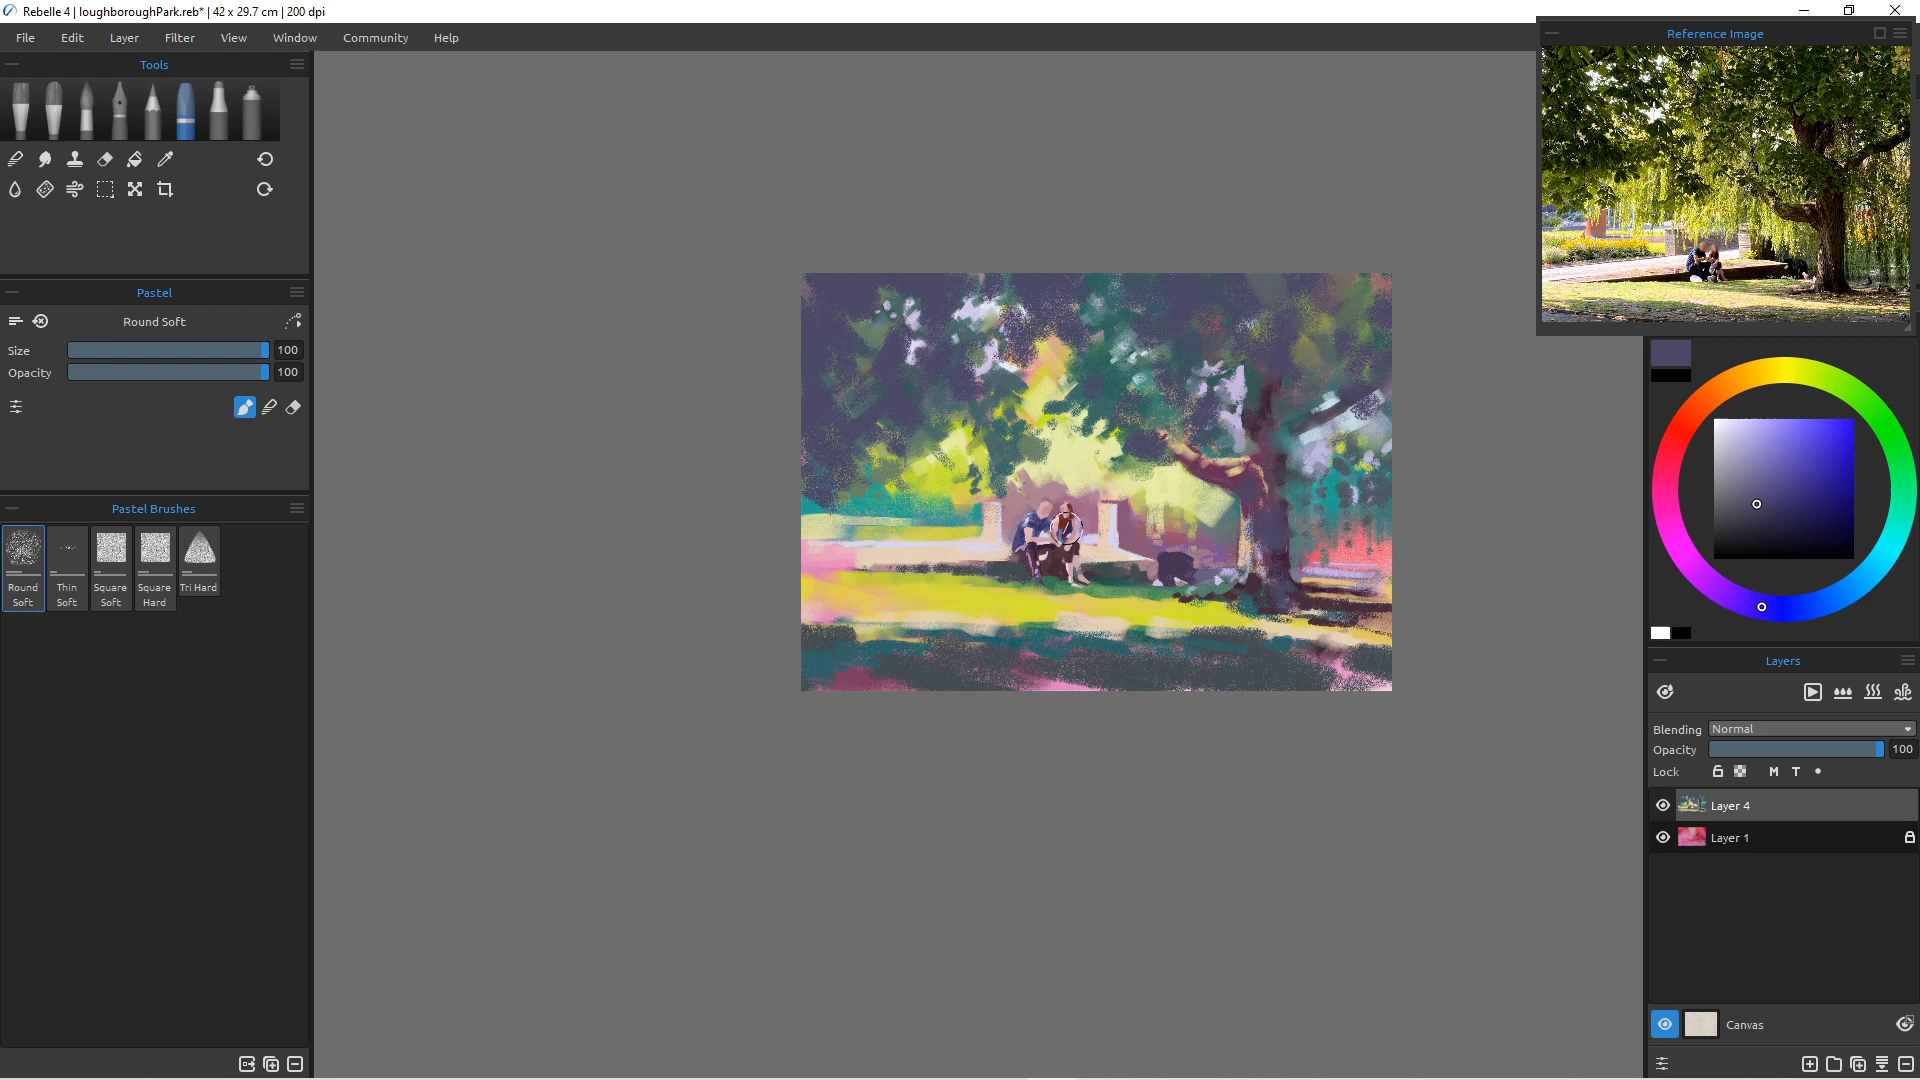 Rebelle 4 | loughboroughPark.reb* | 42 x 29.7 cm | 200 dpi
File Edit Layer Filter View Window Community Help
Reference Image
Tools
Pastel
Round Soft
Size 100
Opacity 100
Pastel Brushes
Round Soft
Thin Soft
Square Soft
Square Hard
Tri Hard
Layers
Blending Normal
Opacity 100
Lock M T
Layer 4
Layer 1
Canvas